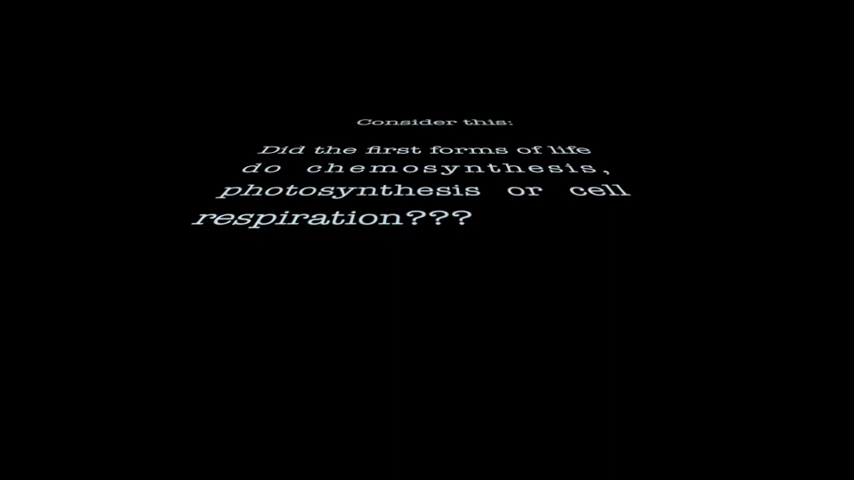 Consider this:
Did the first forms of life
do chemosynthesis,
photosynthesis or cell
respiration???